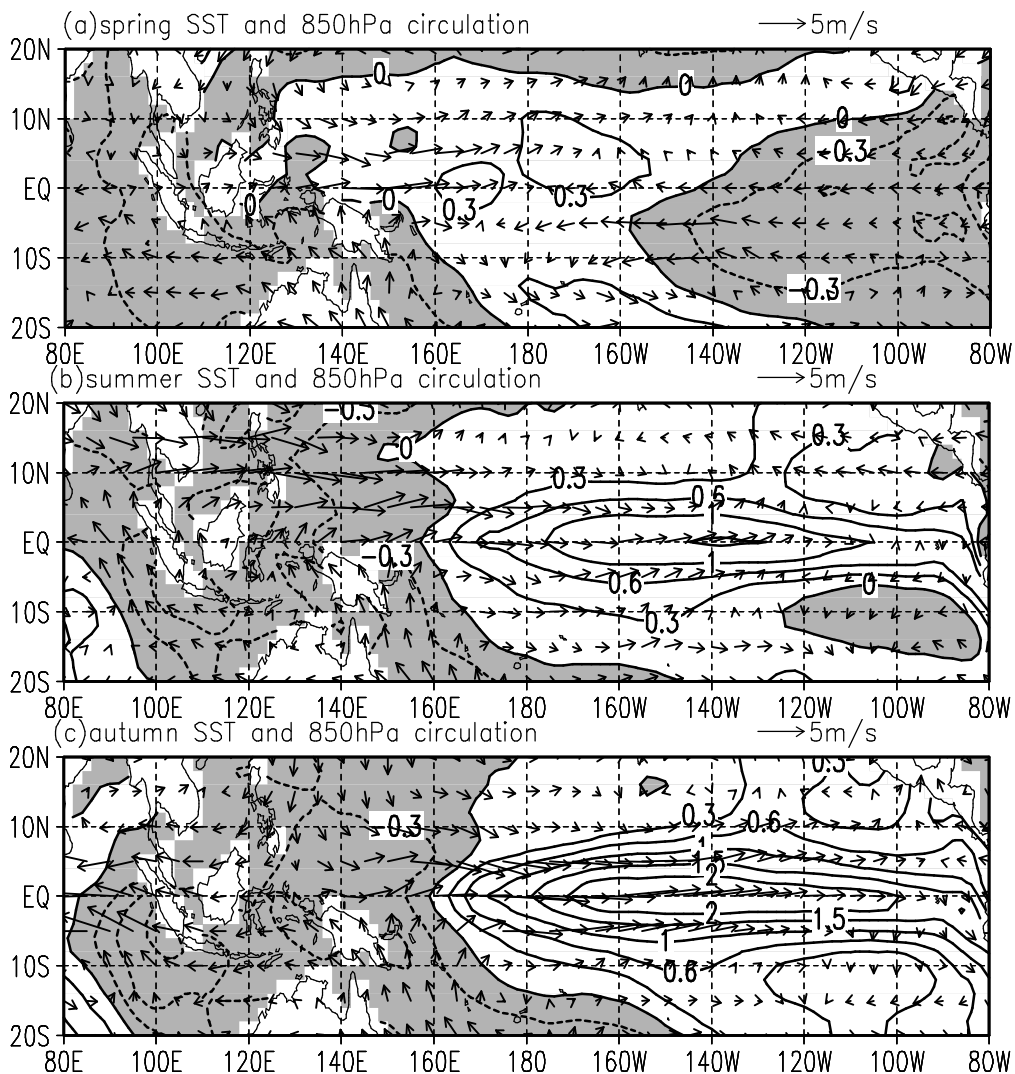 (a)spring SST and 850hPa circulation →5m/s
20N
0
0
10N
0
-0.3
EQ
0 0 0.3 0.3
10S
-0.3
20S
80E 100E 120E 140E 160E 180 160W 140W 120W 100W 80W
(b)summer SST and 850hPa circulation →5m/s
20N
-0.3
0.3
0
10N
0.3
0.6
EQ
-0.3 1
0.6 0
10S
0.3
20S
80E 100E 120E 140E 160E 180 160W 140W 120W 100W 80W
(c)autumn SST and 850hPa circulation →5m/s
20N
0.3
0.3 0.6
10N
-0.3
1.5
2
EQ
2 1.5
1
10S
0.6
20S
80E 100E 120E 140E 160E 180 160W 140W 120W 100W 80W